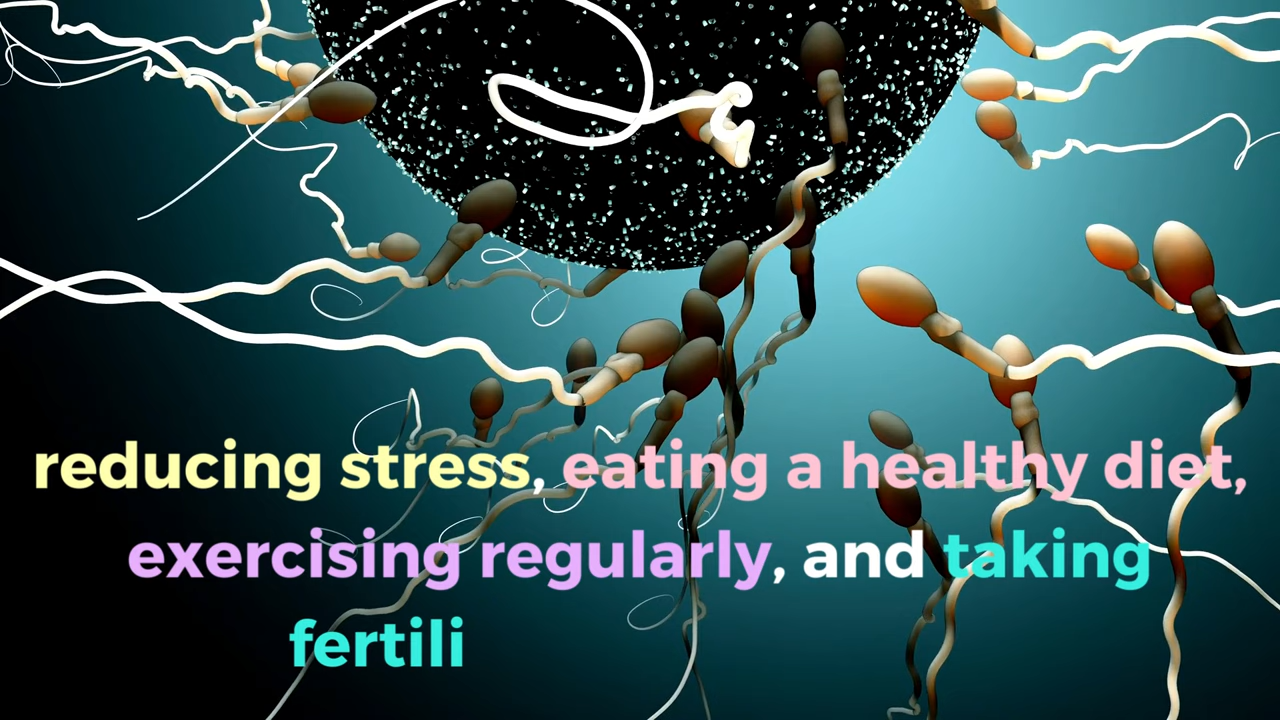 reducing stress, eating a healthy diet,
exercising regularly, and taking
fertili